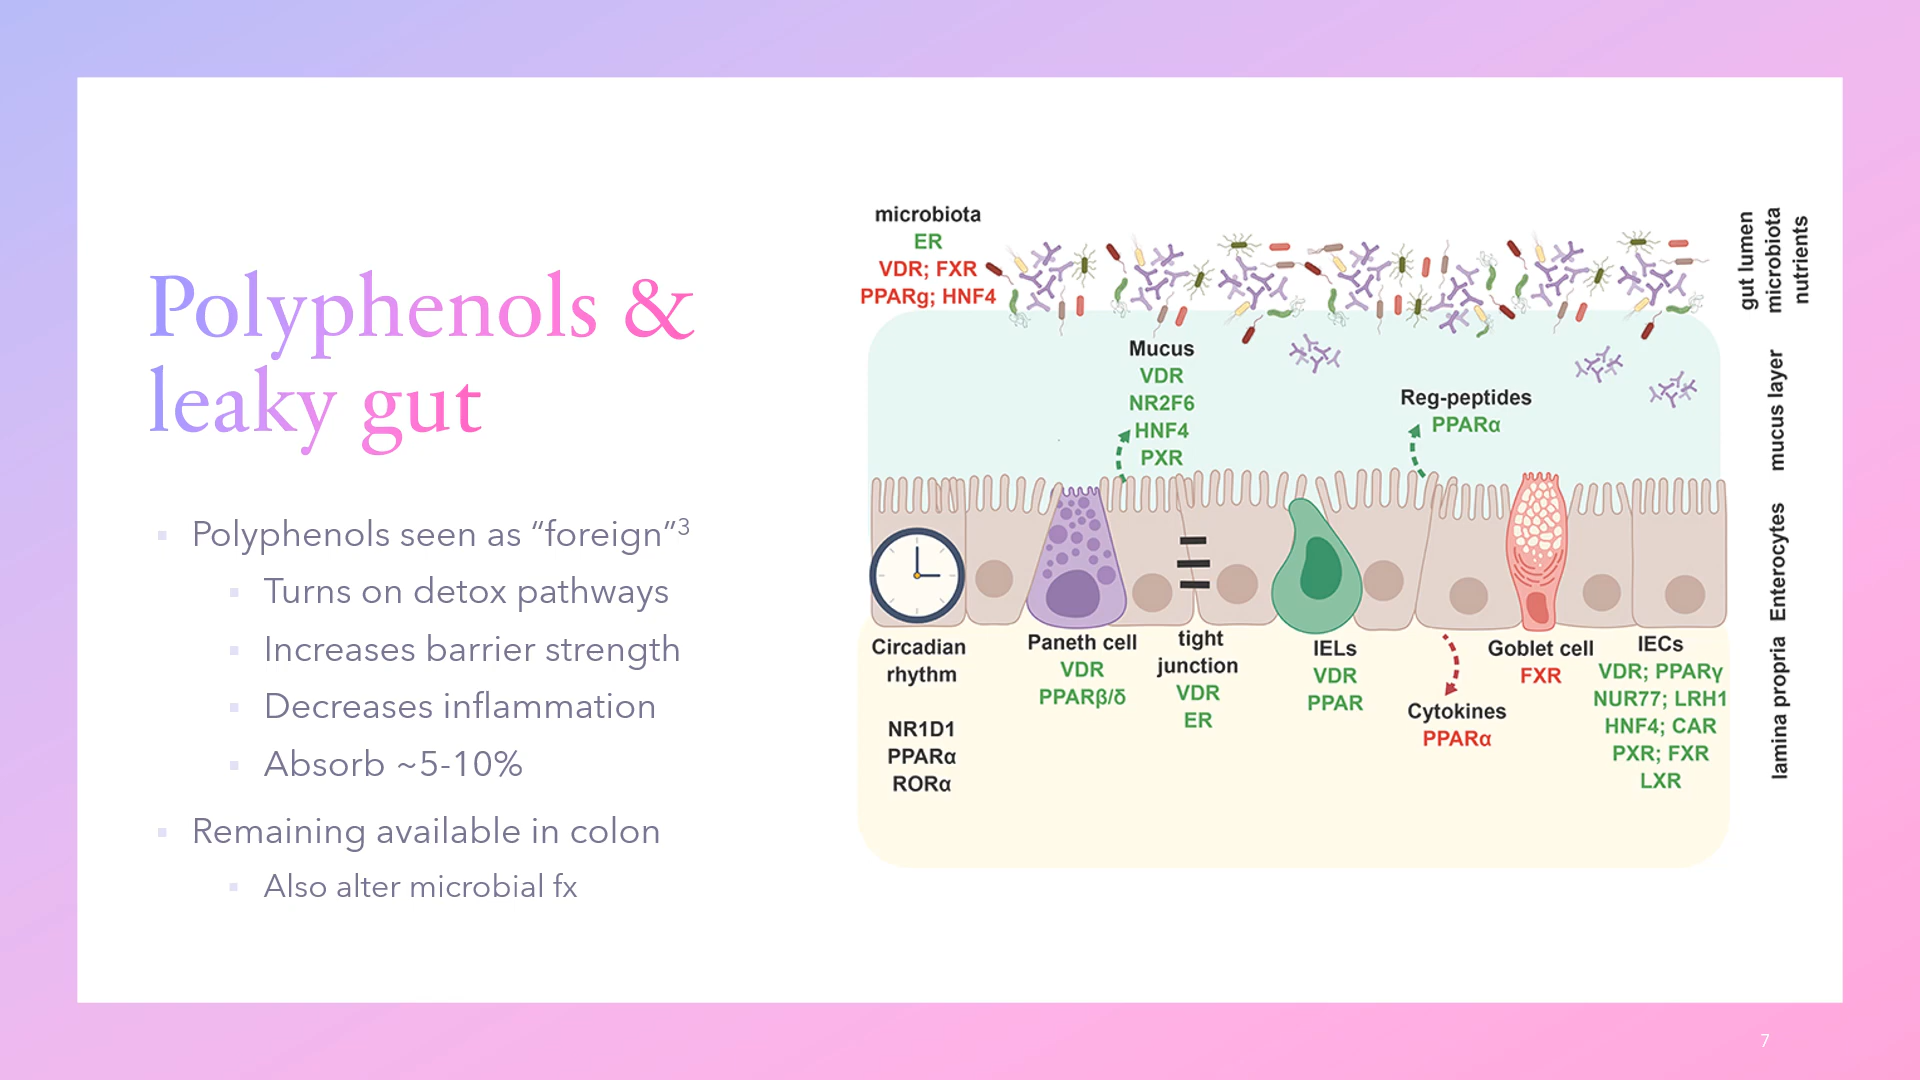 Polyphenols &
leaky gut
Polyphenols seen as “foreign”3
Turns on detox pathways
Increases barrier strength
Decreases inflammation
Absorb ~5-10%
Remaining available in colon
Also alter microbial fx
microbiota
ER
VDR; FXR
PPARg; HNF4
Mucus
VDR
NR2F6
HNF4
PXR
Reg-peptides
PPARα
Circadian
rhythm
NR1D1
PPARα
RORα
Paneth cell
VDR
PPARβ/δ
tight
junction
VDR
ER
IELs
VDR
PPAR
Cytokines
PPARα
Goblet cell
FXR
IECs
VDR; PPARγ
NUR77; LRH1
HNF4; CAR
PXR; FXR
LXR
gut lumen
microbiota
nutrients
mucus layer
Enterocytes
lamina propria
7